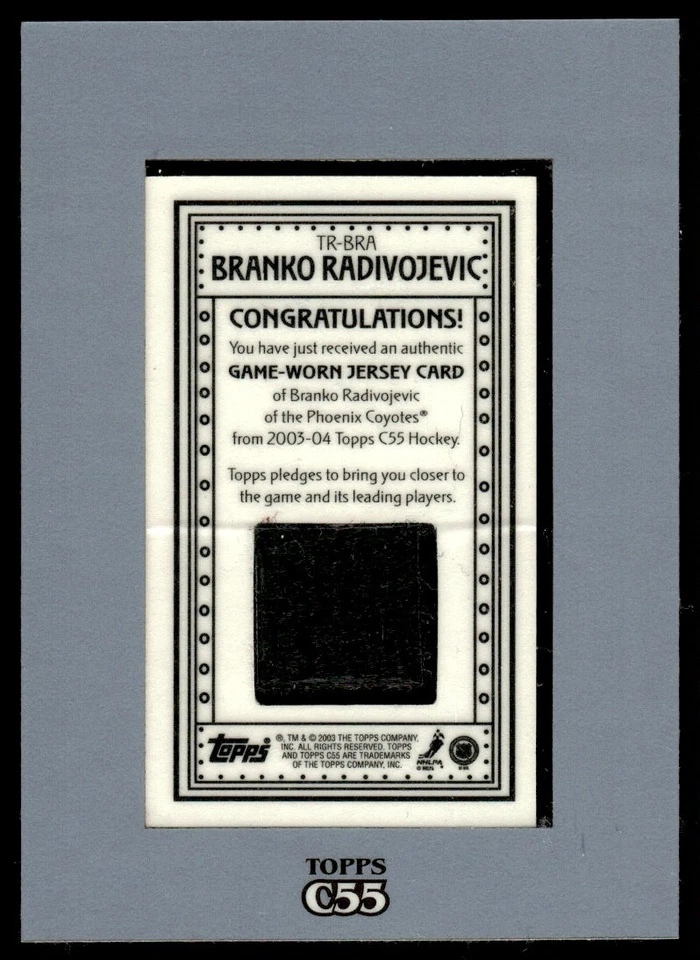 TR-BRA
BRANKO RADIVOJEVIC
CONGRATULATIONS!
You have just received an authentic
GAME-WORN JERSEY CARD
of Branko Radivojevic
of the Phoenix Coyotes®
from 2003-04 Topps C55 Hockey.
Topps pledges to bring you closer to
the game and its leading players.
Topps
®, TM & © 2003 THE TOPPS COMPANY,
INC. ALL RIGHTS RESERVED. TOPPS
AND TOPPS C55 ARE TRADEMARKS
OF THE TOPPS COMPANY, INC.
NHLPA
TOPPS
C55